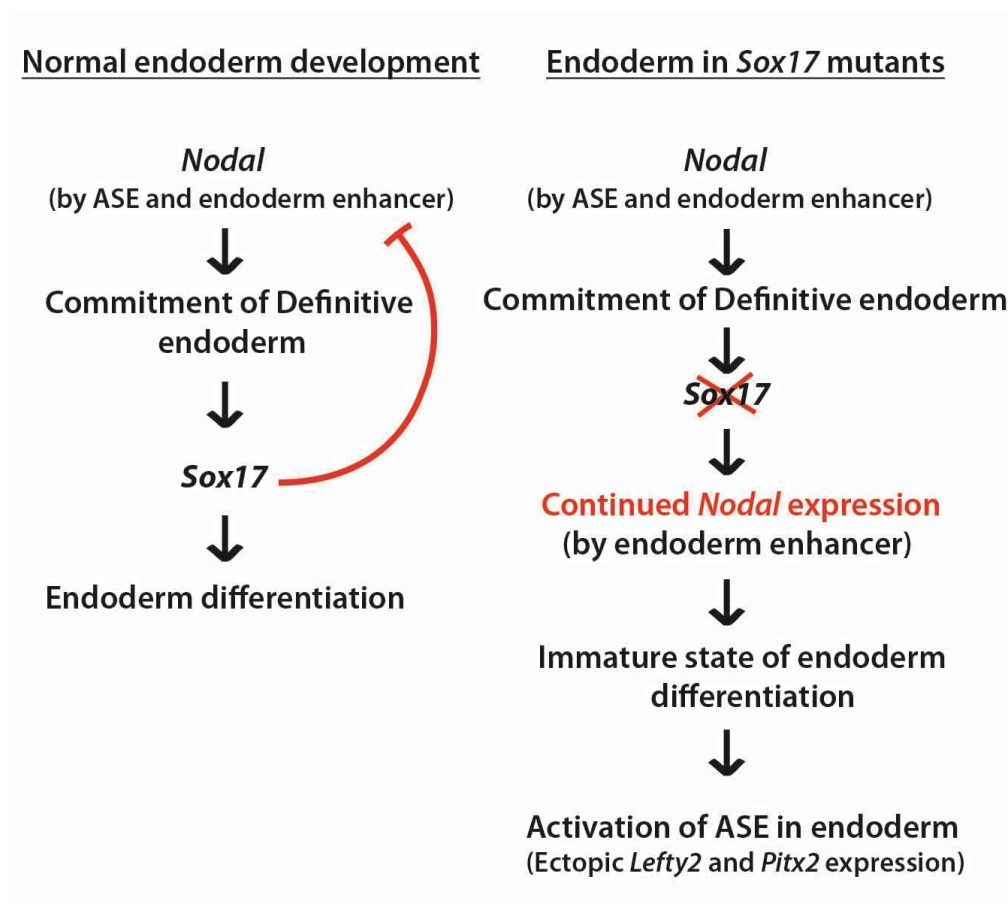 Normal endoderm development
Nodal
(by ASE and endoderm enhancer)
Commitment of Definitive
endoderm
Sox17
Endoderm differentiation
Endoderm in Sox17 mutants
Nodal
(by ASE and endoderm enhancer)
Commitment of Definitive endoderm
Sox17
Continued Nodal expression
(by endoderm enhancer)
Immature state of endoderm
differentiation
Activation of ASE in endoderm
(Ectopic Lefty2 and Pitx2 expression)